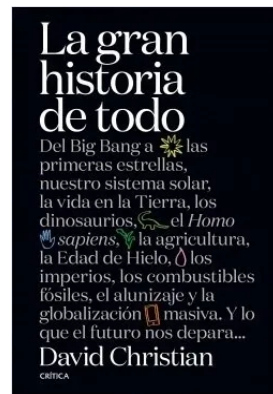 La gran
historia
de todo
Del Big Bang a las
primeras estrellas,
nuestro sistema solar,
la vida en la Tierra, los
dinosaurios, el Homo
sapiens, la agricultura,
la Edad de Hielo, los
imperios, los combustibles
fósiles, el alunizaje y la
globalización masiva. Y lo
que el futuro nos depara...
David Christian
CRÍTICA